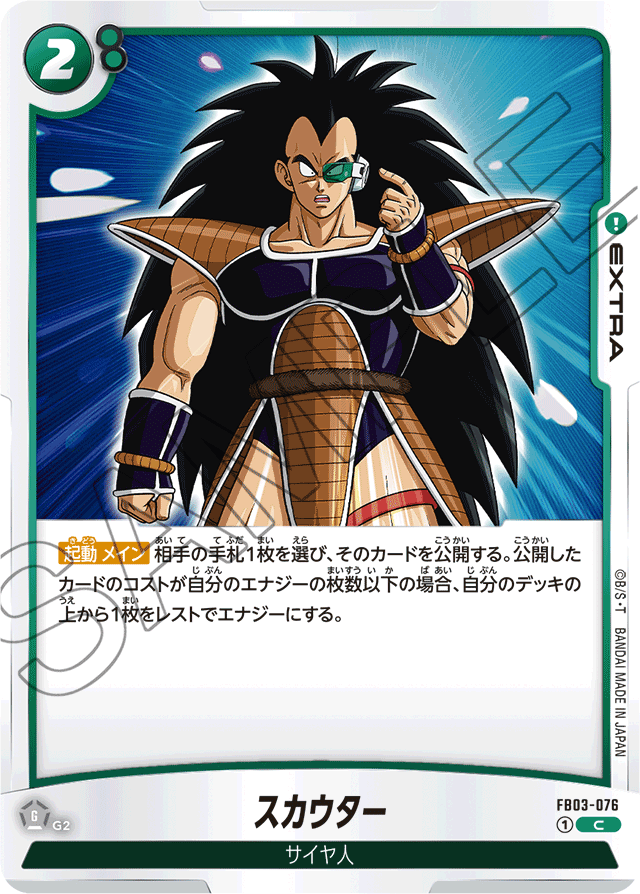 2
! EXTRA
起動 メイン 相手の手札1枚を選び、そのカードを公開する。公開した
カードのコストが自分のエナジーの枚数以下の場合、自分のデッキの
上から1枚をレストでエナジーにする。
©B/S・T BANDAI MADE IN JAPAN
SAMPLE
スカウター
FB03-076
G G2
① C
サイヤ人